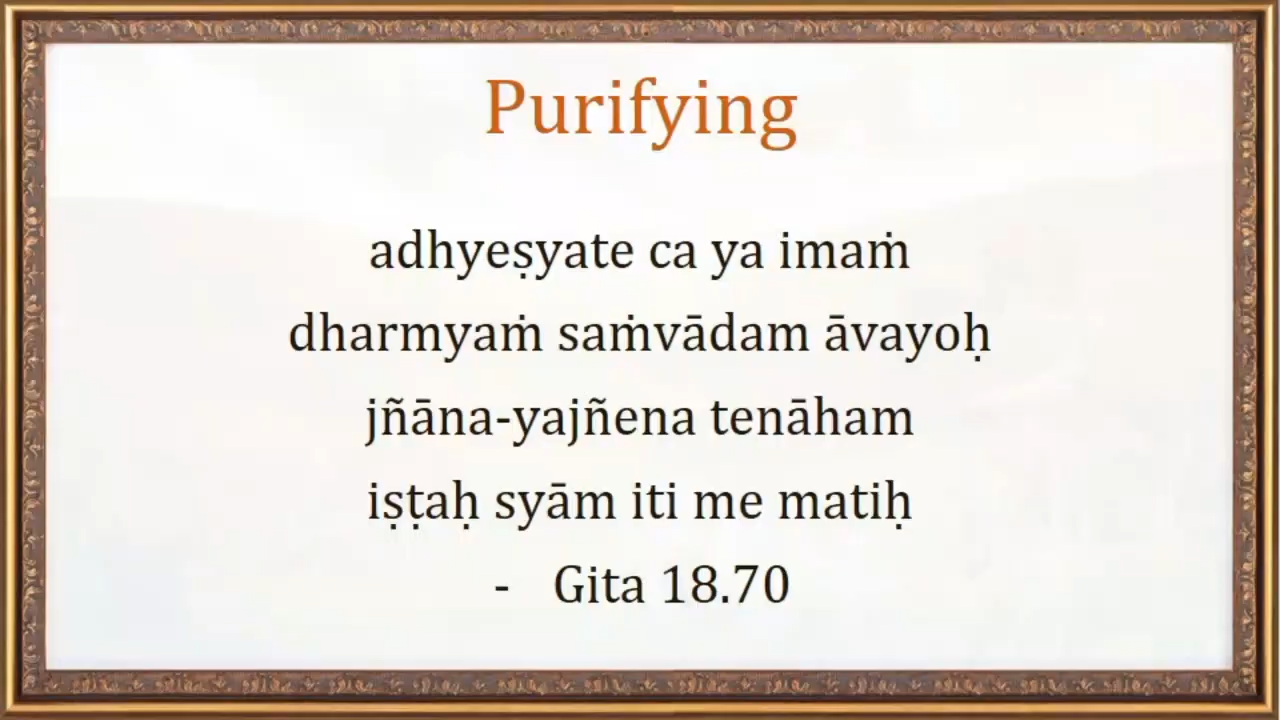 Purifying
adhyeṣyate ca ya imaṁ
dharmyaṁ saṁvādam āvayoḥ
jñāna-yajñena tenāham
iṣṭaḥ syām iti me matiḥ
- Gita 18.70